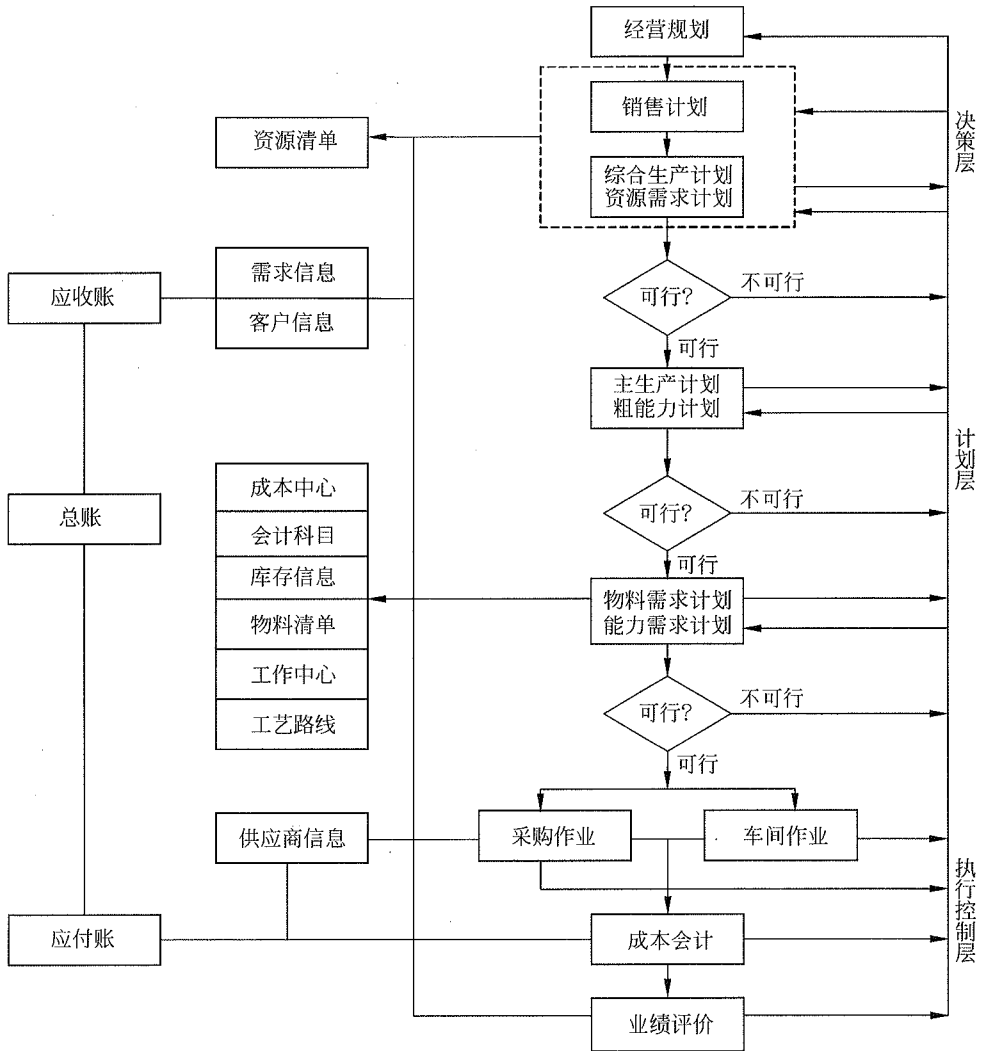 经营规划
销售计划
资源清单
综合生产计划
资源需求计划
决策层
需求信息
不可行
应收账
可行?
客户信息
可行
主生产计划
粗能力计划
计划层
成本中心
不可行
总账
可行?
会计科目
可行
库存信息
物料需求计划
物料清单
能力需求计划
工作中心
不可行
可行?
工艺路线
可行
供应商信息
采购作业
车间作业
执行控制层
应付账
成本会计
业绩评价